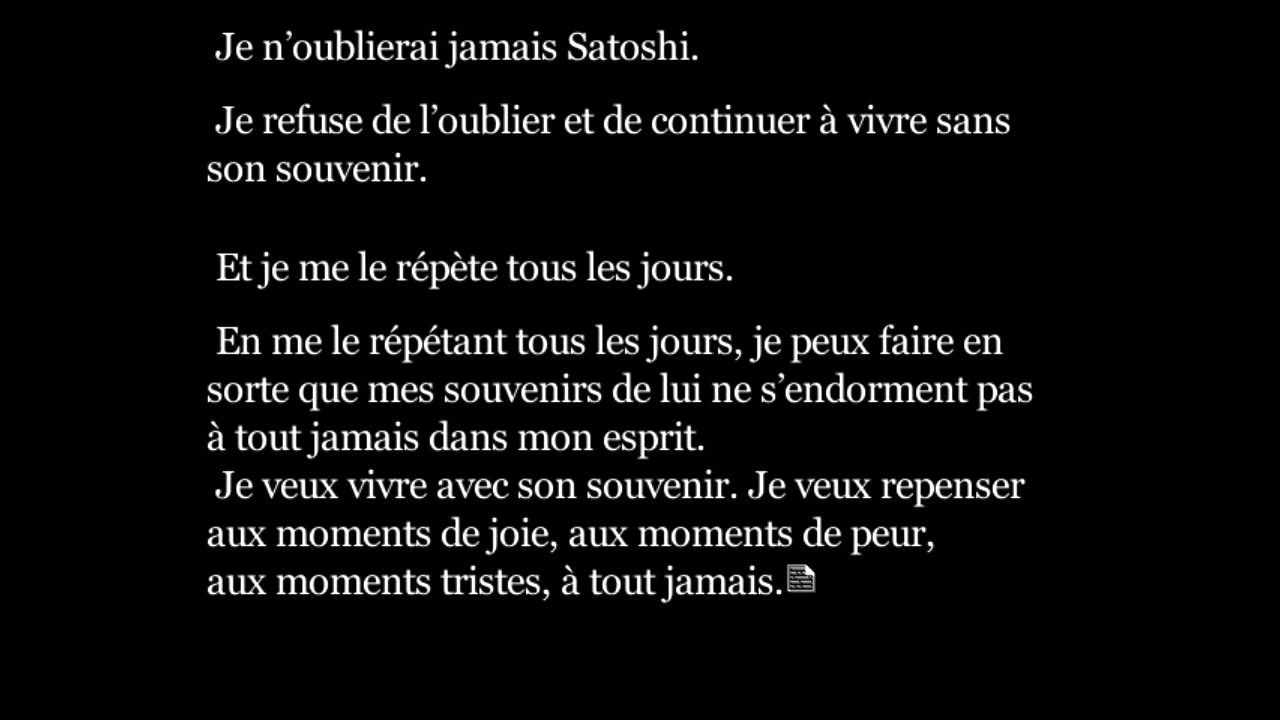 Je n’oublierai jamais Satoshi.
Je refuse de l’oublier et de continuer à vivre sans
son souvenir.
Et je me le répète tous les jours.
En me le répétant tous les jours, je peux faire en
sorte que mes souvenirs de lui ne s’endorment pas
à tout jamais dans mon esprit.
Je veux vivre avec son souvenir. Je veux repenser
aux moments de joie, aux moments de peur,
aux moments tristes, à tout jamais.